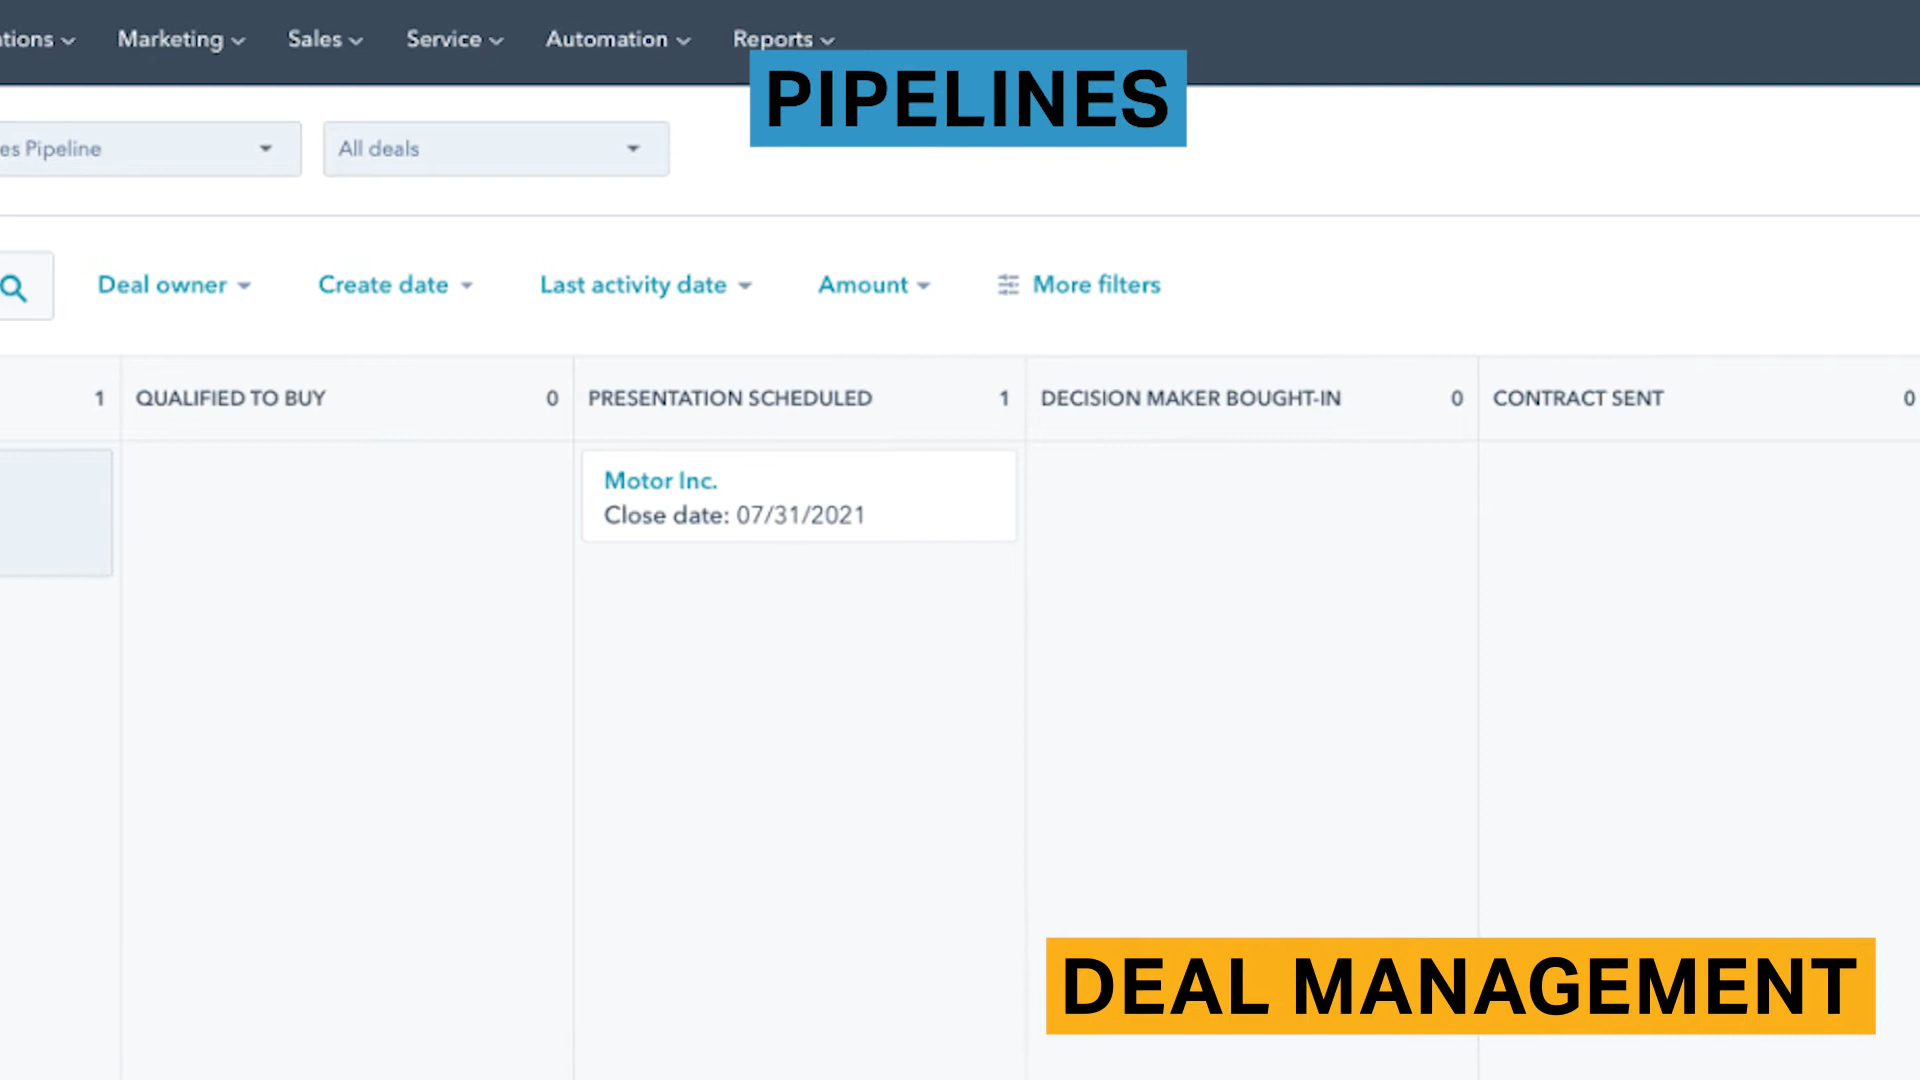 ations Marketing Sales Service Automation Reports
PIPELINES
es Pipeline All deals
Deal owner Create date Last activity date Amount More filters
1 QUALIFIED TO BUY 0 PRESENTATION SCHEDULED 1 DECISION MAKER BOUGHT-IN 0 CONTRACT SENT 0
Motor Inc.
Close date: 07/31/2021
DEAL MANAGEMENT